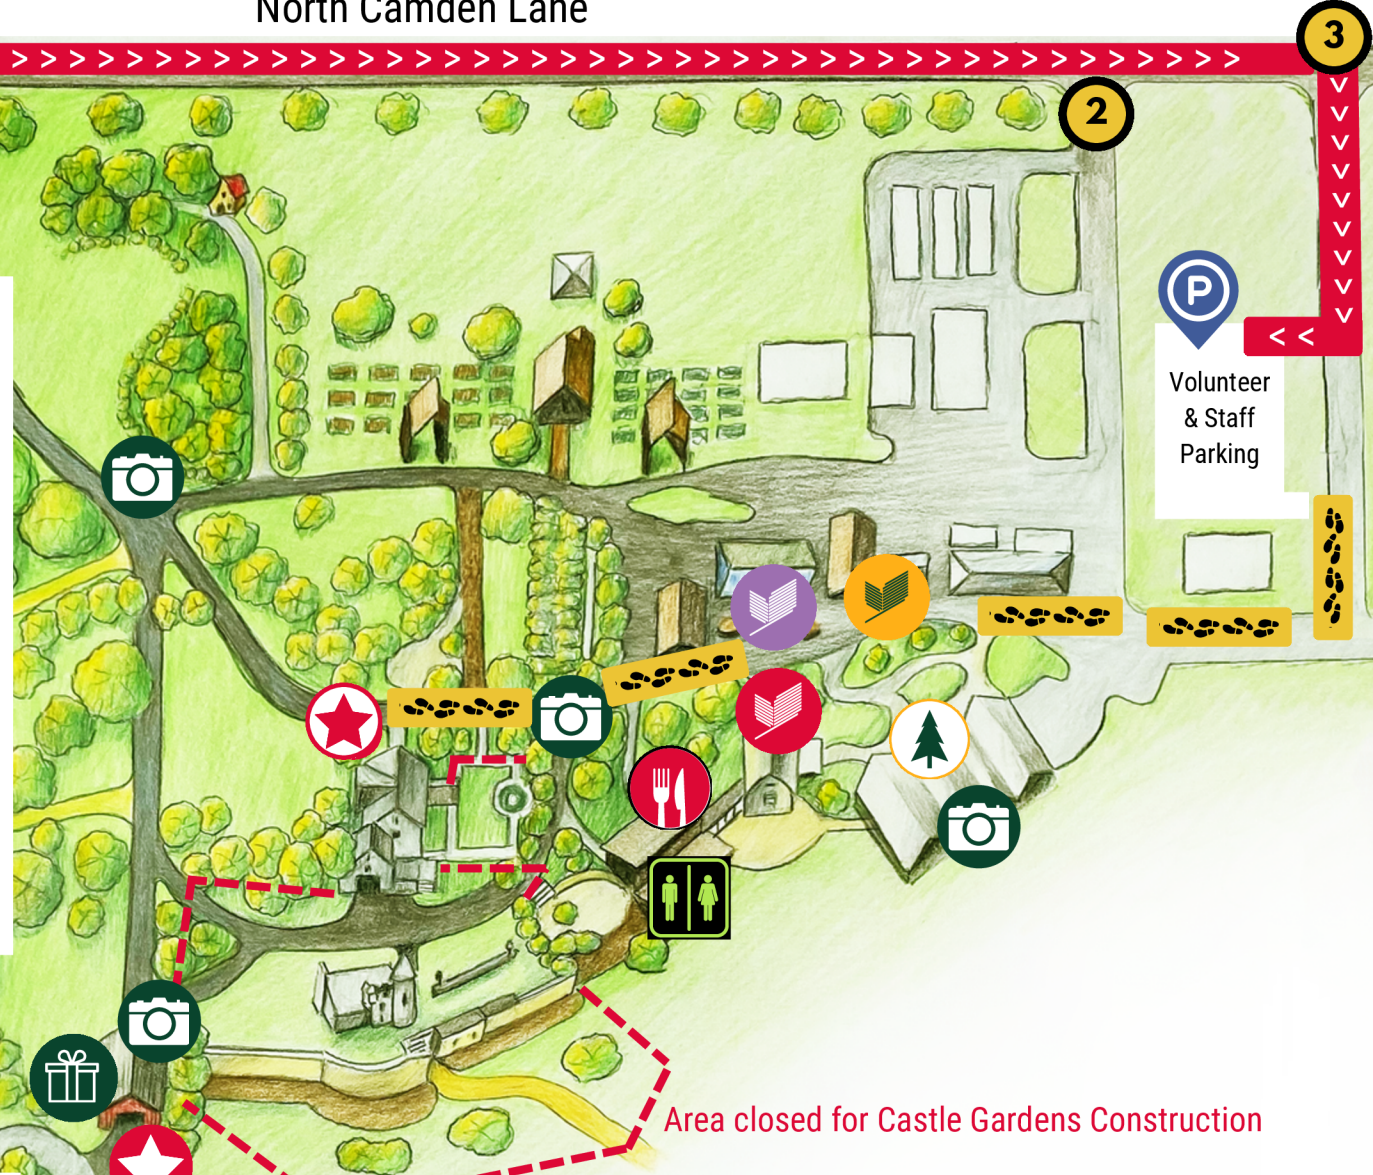 North Camden Lane
3
2
P
Volunteer
& Staff
Parking
Area closed for Castle Gardens Construction